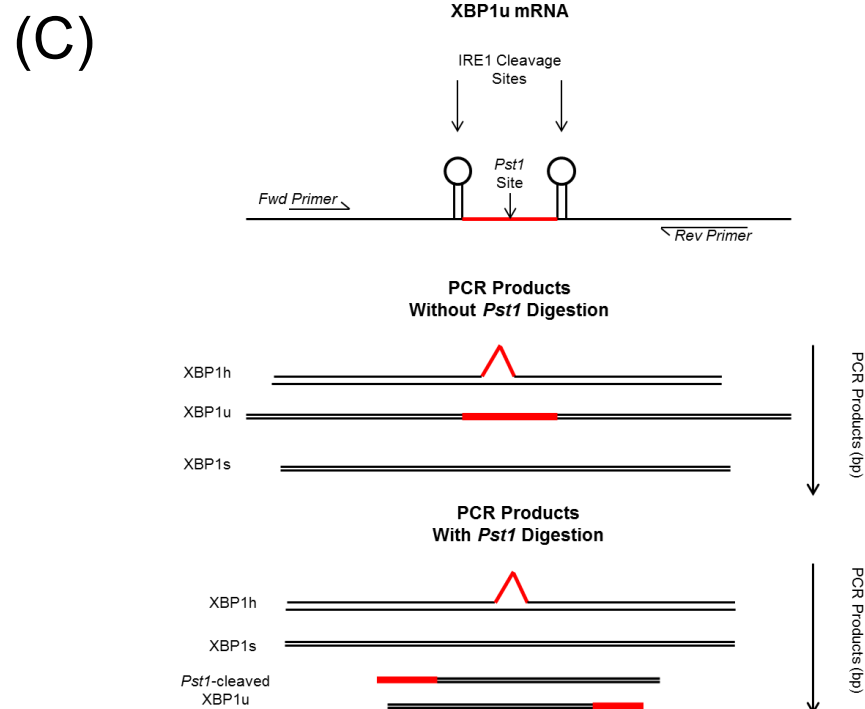 (C)
XBP1u mRNA
IRE1 Cleavage
Sites
Pst1
Site
Fwd Primer
Rev Primer
PCR Products
Without Pst1 Digestion
XBP1h
XBP1u
XBP1s
PCR Products (bp)
PCR Products
With Pst1 Digestion
XBP1h
XBP1s
Pst1-cleaved
XBP1u
PCR Products (bp)